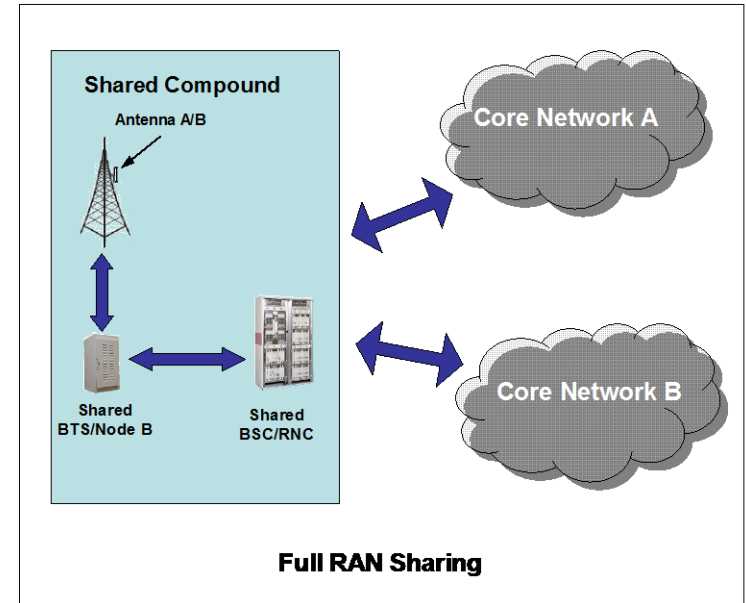 Shared Compound
Antenna A/B
Shared
BTS/Node B
Shared
BSC/RNC
Core Network A
Core Network B
Full RAN Sharing